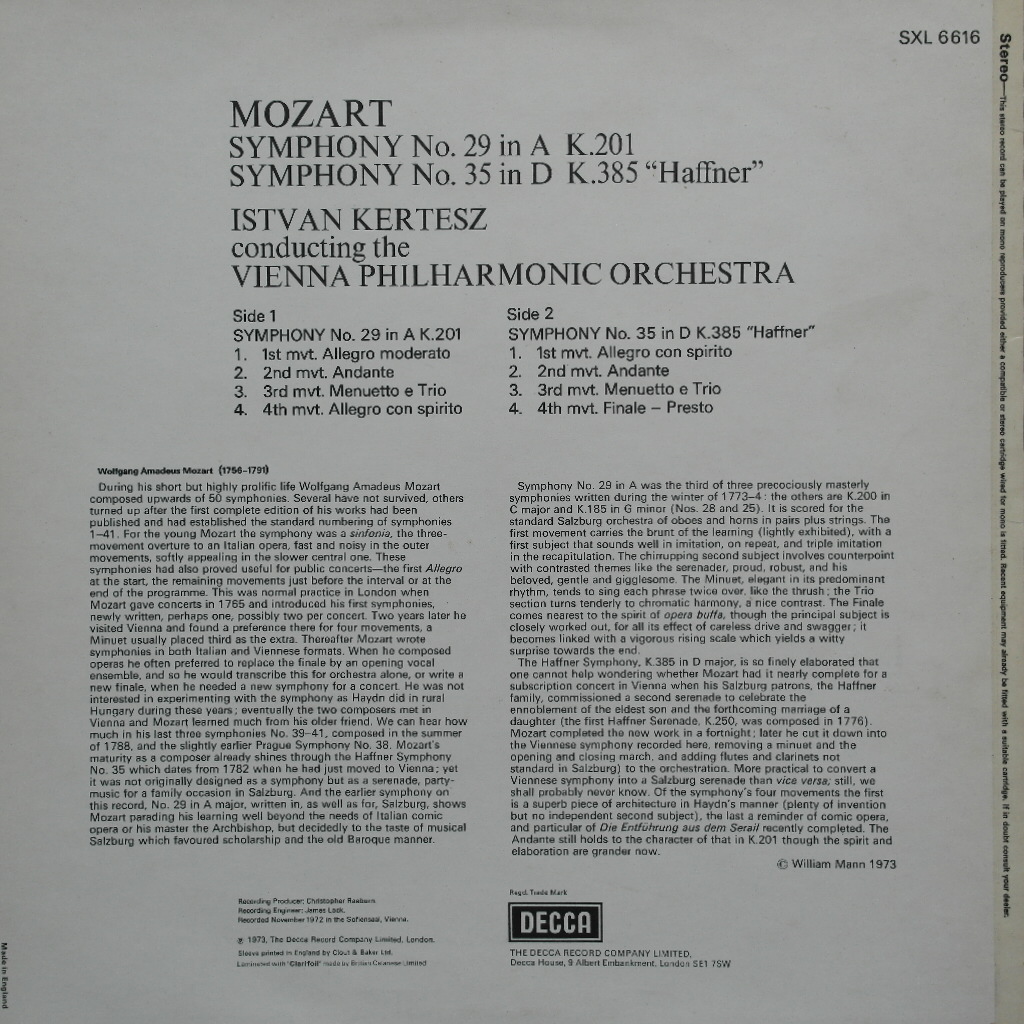 SXL 6616
MOZART
SYMPHONY No. 29 in A K.201
SYMPHONY No. 35 in D K.385 “Haffner”
ISTVAN KERTESZ
conducting the
VIENNA PHILHARMONIC ORCHESTRA
Side 1
SYMPHONY No. 29 in A K.201
1. 1st mvt. Allegro moderato
2. 2nd mvt. Andante
3. 3rd mvt. Menuetto e Trio
4. 4th mvt. Allegro con spirito
Side 2
SYMPHONY No. 35 in D K.385 “Haffner”
1. 1st mvt. Allegro con spirito
2. 2nd mvt. Andante
3. 3rd mvt. Menuetto e Trio
4. 4th mvt. Finale – Presto
Wolfgang Amadeus Mozart (1756-1791)
During his short but highly prolific life Wolfgang Amadeus Mozart
composed upwards of 50 symphonies. Several have not survived, others
turned up after the first complete edition of his works had been
published and had established the standard numbering of symphonies
1–41. For the young Mozart the symphony was a sinfonia, the three-
movement overture to an Italian opera, fast and noisy in the outer
movements, softly appealing in the slower central one. These
symphonies had also proved useful for public concerts—the first Allegro
at the start, the remaining movements just before the interval or at the
end of the programme. This was normal practice in London when
Mozart gave concerts in 1765 and introduced his first symphonies,
newly written, perhaps one, possibly two per concert. Two years later he
visited Vienna and found a preference there for four movements, a
Minuet usually placed third as the extra. Thereafter Mozart wrote
symphonies in both Italian and Viennese formats. When he composed
operas he often preferred to replace the finale by an opening vocal
ensemble, and so he would transcribe this for orchestra alone, or write a
new finale, when he needed a new symphony for a concert. He was not
interested in experimenting with the symphony as Haydn did in rural
Hungary during these years; eventually the two composers met in
Vienna and Mozart learned much from his older friend. We can hear how
much in his last three symphonies No. 39–41, composed in the summer
of 1788, and the slightly earlier Prague Symphony No. 38. Mozart's
maturity as a composer already shines through the Haffner Symphony
No. 35 which dates from 1782 when he had just moved to Vienna; yet
it was not originally designed as a symphony but as a serenade, party-
music for a family occasion in Salzburg. And the earlier symphony on
this record, No. 29 in A major, written in, as well as for, Salzburg, shows
Mozart parading his learning well beyond the needs of Italian comic
opera or his master the Archbishop, but decidedly to the taste of musical
Salzburg which favoured scholarship and the old Baroque manner.
Symphony No. 29 in A was the third of three precociously masterly
symphonies written during the winter of 1773–4: the others are K.200 in
C major and K.185 in G minor (Nos. 28 and 25). It is scored for the
standard Salzburg orchestra of oboes and horns in pairs plus strings. The
first movement carries the brunt of the learning (lightly exhibited), with a
first subject that sounds well in imitation, on repeat, and triple imitation
in the recapitulation. The chirrupping second subject involves counterpoint
with contrasted themes like the serenader, proud, robust, and his
beloved, gentle and gigglesome. The Minuet, elegant in its predominant
rhythm, tends to sing each phrase twice over, like the thrush; the Trio
section turns tenderly to chromatic harmony, a nice contrast. The Finale
comes nearest to the spirit of opera buffa, though the principal subject is
closely worked out, for all its effect of careless drive and swagger; it
becomes linked with a vigorous rising scale which yields a witty
surprise towards the end.
The Haffner Symphony, K.385 in D major, is so finely elaborated that
one cannot help wondering whether Mozart had it nearly complete for a
subscription concert in Vienna when his Salzburg patrons, the Haffner
family, commissioned a second serenade to celebrate the
ennoblement of the eldest son and the forthcoming marriage of a
daughter (the first Haffner Serenade, K.250, was composed in 1776).
Mozart completed the new work in a fortnight; later he cut it down into
the Viennese symphony recorded here, removing a minuet and the
opening and closing march, and adding flutes and clarinets (not
standard in Salzburg) to the orchestration. More practical to convert a
Viennese symphony into a Salzburg serenade than vice versa; still, we
shall probably never know. Of the symphony's four movements the first
is a superb piece of architecture in Haydn's manner (plenty of invention
but no independent second subject), the last a reminder of comic opera,
and particular of Die Entführung aus dem Serail recently completed. The
Andante still holds to the character of that in K.201 though the spirit and
elaboration are grander now.
© William Mann 1973
Recording Producer: Christopher Raeburn.
Recording Engineer: James Lock.
Recorded November 1972 in the Sofiensaal, Vienna.
℗ 1973, The Decca Record Company Limited, London.
Sleeve printed in England by Clout & Baker Ltd.
Laminated with 'Clarifoil' made by British Celanese Limited
Regd. Trade Mark
DECCA
THE DECCA RECORD COMPANY LIMITED,
Decca House, 9 Albert Embankment, London SE1 7SW
Stereo—This stereo record can be played on mono reproducers provided either a compatible or stereo cartridge wired for mono is fitted. Recent equipment may already be fitted with a suitable cartridge. If in doubt consult your dealer.
Made in England